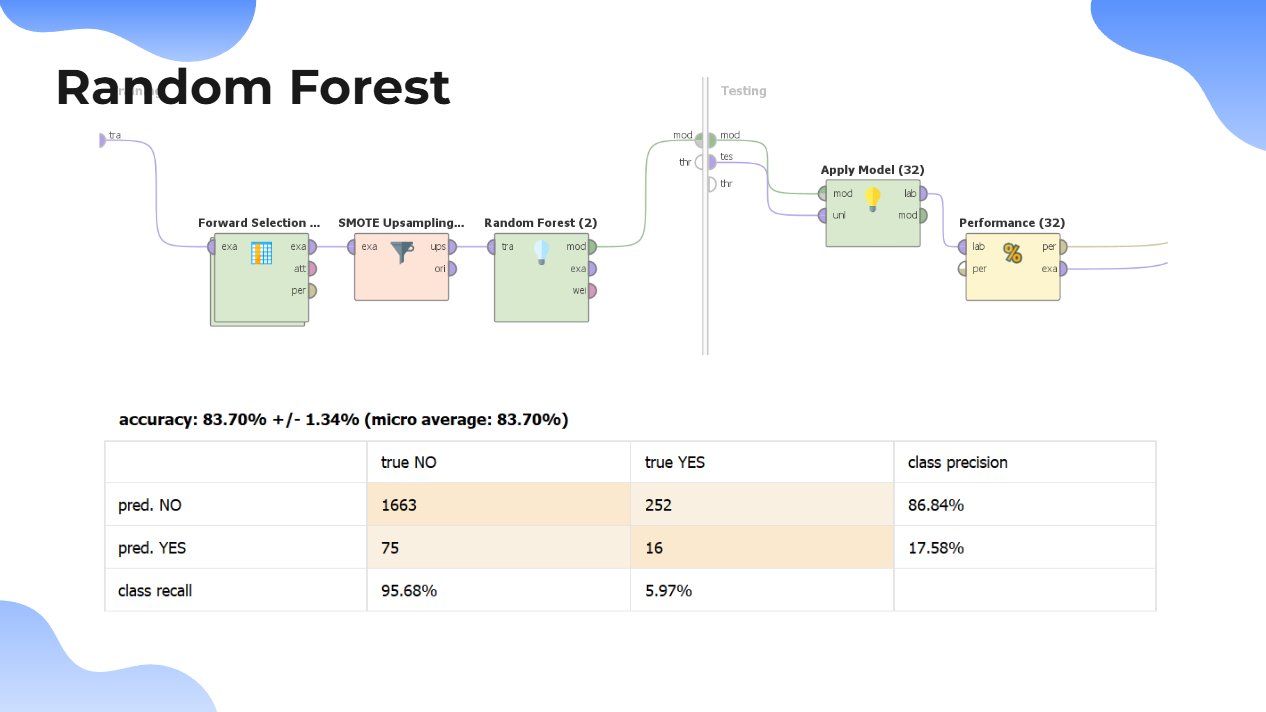 Random Forest
Testing
tra
mod
mod
thr
tes
thr
Apply Model (32)
mod
lab
unl
mod
Forward Selection ...
SMOTE Upsampling...
Random Forest (2)
Performance (32)
exa
exa
att
per
exa
ups
ori
tra
mod
exa
wei
lab
per
per
exa
accuracy: 83.70% +/- 1.34% (micro average: 83.70%)
true NO true YES class precision
pred. NO 1663 252 86.84%
pred. YES 75 16 17.58%
class recall 95.68% 5.97%